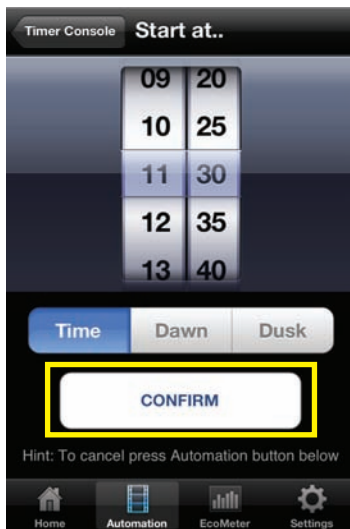 Timer Console Start at..
09 20
10 25
11 30
12 35
13 40
Time Dawn Dusk
CONFIRM
Hint: To cancel press Automation button below
Home Automation EcoMeter Settings